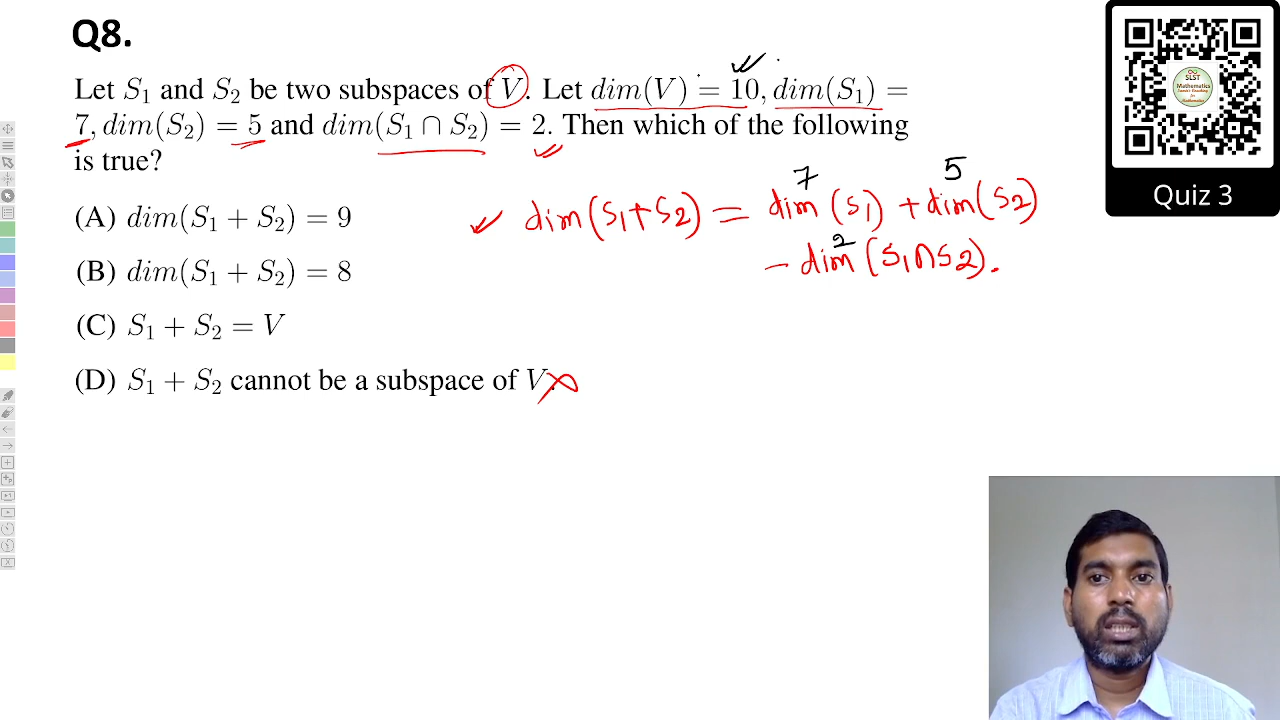 Q8.
Let S₁ and S₂ be two subspaces of V. Let dim(V) = 10, dim(S₁) =
7, dim(S₂) = 5 and dim(S₁ ∩ S₂) = 2. Then which of the following
is true?
(A) dim(S₁ + S₂) = 9
(B) dim(S₁ + S₂) = 8
(C) S₁ + S₂ = V
(D) S₁ + S₂ cannot be a subspace of V.
7 5
dim(S₁+S₂) = dim(S₁) + dim(S₂)
2
− dim(S₁∩S₂).
SLST
Mathematics
Quiz 3